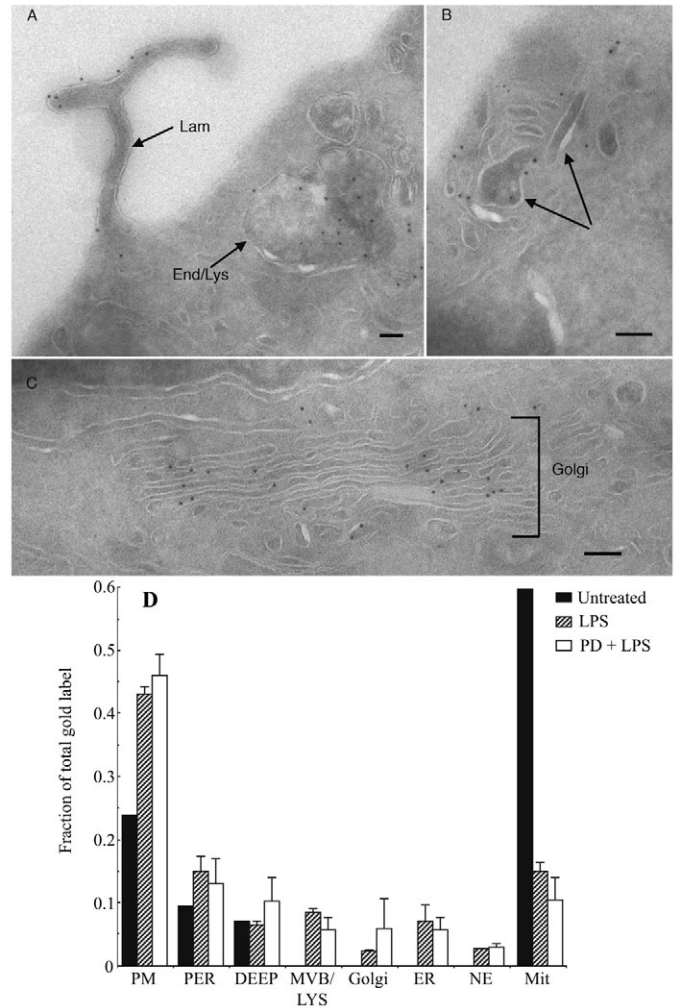 A
B
Lam
End/Lys
C
Golgi
D
Untreated
LPS
PD + LPS
Fraction of total gold label
0.6
0.5
0.4
0.3
0.2
0.1
0
PM PER DEEP MVB/ Golgi ER NE Mit
LYS